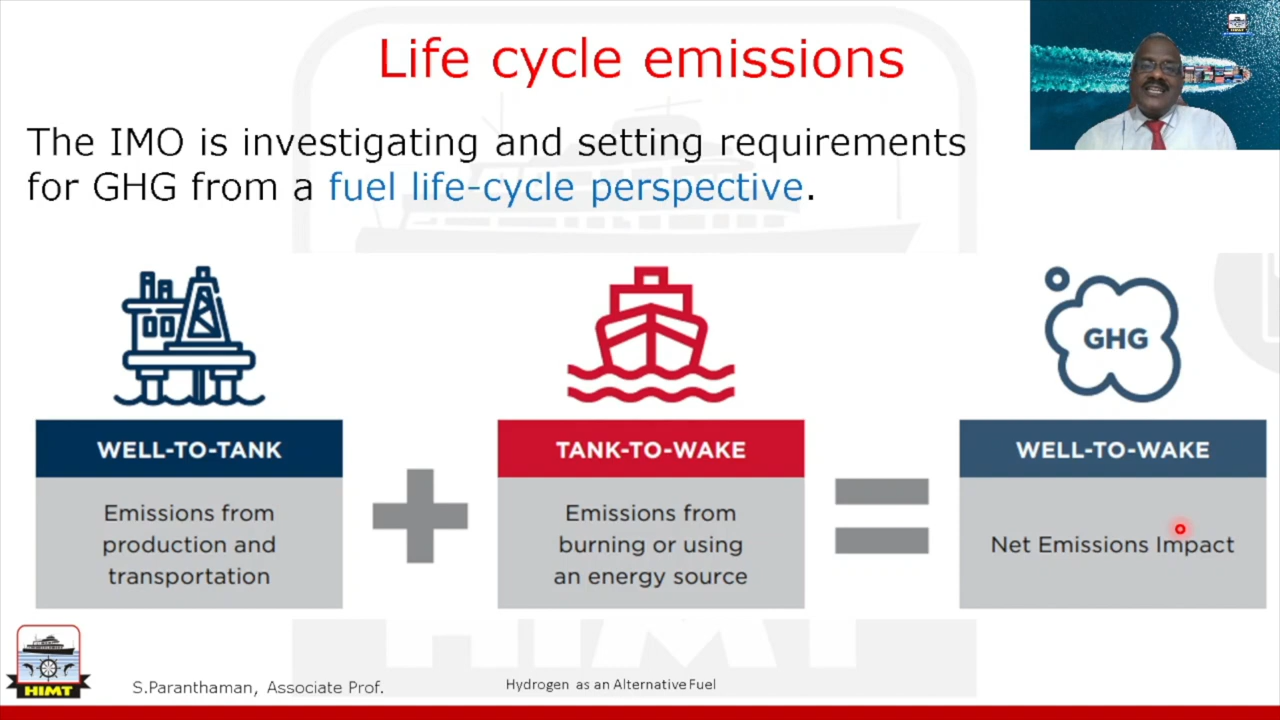 Life cycle emissions
The IMO is investigating and setting requirements
for GHG from a fuel life-cycle perspective.
GHG
WELL-TO-TANK
Emissions from
production and
transportation
TANK-TO-WAKE
Emissions from
burning or using
an energy source
WELL-TO-WAKE
Net Emissions Impact
HIMT
HIMT
HIMT
S.Paranthaman, Associate Prof.
Hydrogen as an Alternative Fuel